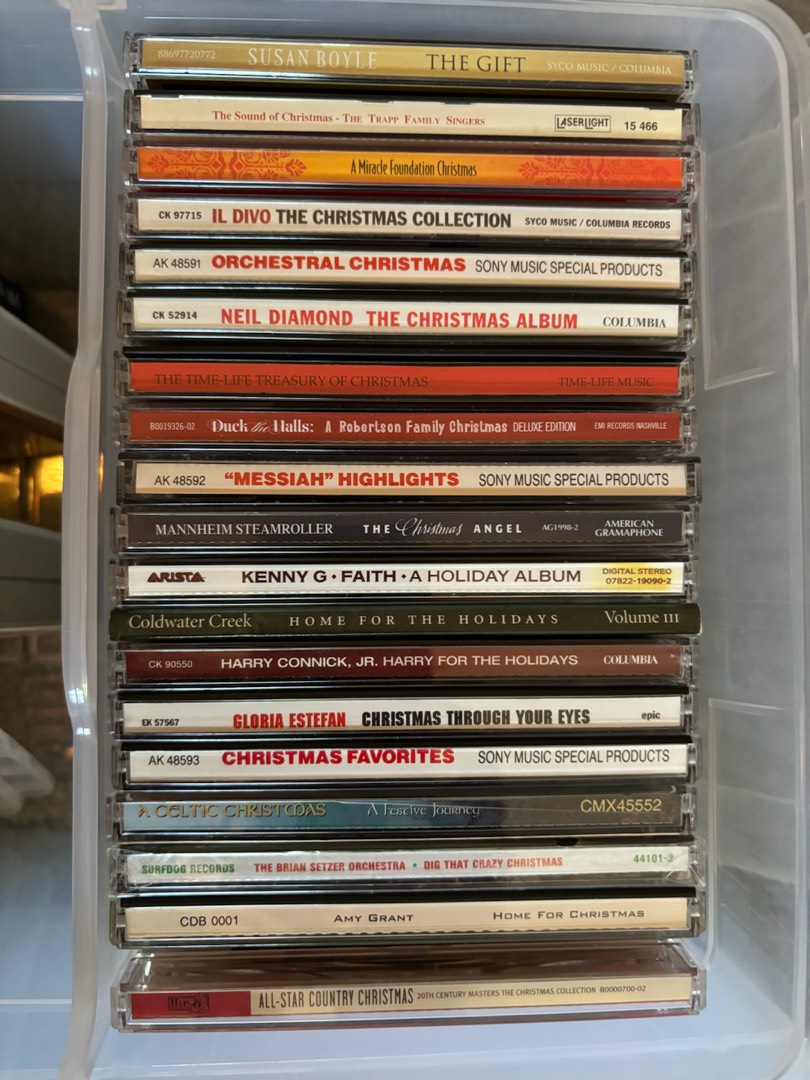 88697720772 SUSAN BOYLE THE GIFT SYCO MUSIC / COLUMBIA
The Sound of Christmas - THE TRAPP FAMILY SINGERS LASERLIGHT 15 466
A Miracle Foundation Christmas
CK 97715 IL DIVO THE CHRISTMAS COLLECTION SYCO MUSIC / COLUMBIA RECORDS
AK 48591 ORCHESTRAL CHRISTMAS SONY MUSIC SPECIAL PRODUCTS
CK 52914 NEIL DIAMOND THE CHRISTMAS ALBUM COLUMBIA
THE TIME-LIFE TREASURY OF CHRISTMAS TIME-LIFE MUSIC
B0019326-02 Duck the Halls: A Robertson Family Christmas DELUXE EDITION EMI RECORDS NASHVILLE
AK 48592 "MESSIAH" HIGHLIGHTS SONY MUSIC SPECIAL PRODUCTS
MANNHEIM STEAMROLLER THE Christmas ANGEL AG1998-2 AMERICAN GRAMAPHONE
ARISTA KENNY G • FAITH • A HOLIDAY ALBUM DIGITAL STEREO 07822-19090-2
Coldwater Creek HOME FOR THE HOLIDAYS Volume III
CK 90550 HARRY CONNICK, JR. HARRY FOR THE HOLIDAYS COLUMBIA
EK 57567 GLORIA ESTEFAN CHRISTMAS THROUGH YOUR EYES epic
AK 48593 CHRISTMAS FAVORITES SONY MUSIC SPECIAL PRODUCTS
A CELTIC CHRISTMAS A Festive Journey CMX45552
SURFDOG RECORDS THE BRIAN SETZER ORCHESTRA • DIG THAT CRAZY CHRISTMAS 44101-2
CDB 0001 AMY GRANT HOME FOR CHRISTMAS
ALL-STAR COUNTRY CHRISTMAS 20TH CENTURY MASTERS THE CHRISTMAS COLLECTION B0000700-02